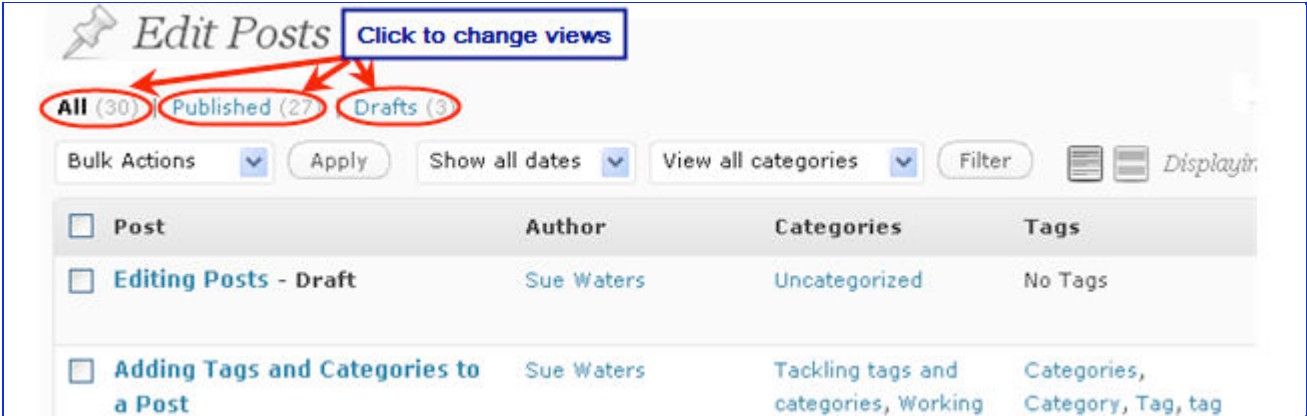 Edit Posts
Click to change views
All (30) | Published (27) | Drafts (3)
Bulk Actions Apply Show all dates View all categories Filter
Post Author Categories Tags
Editing Posts - Draft Sue Waters Uncategorized No Tags
Adding Tags and Categories to Sue Waters Tackling tags and Categories,
a Post categories, Working Category, Tag, tag